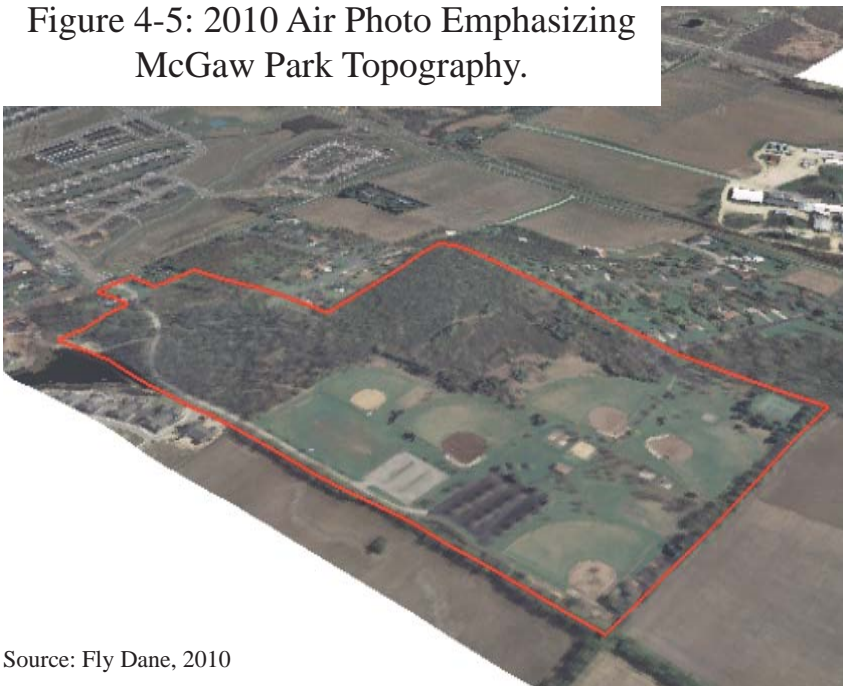 Figure 4-5: 2010 Air Photo Emphasizing
McGaw Park Topography.
Source: Fly Dane, 2010